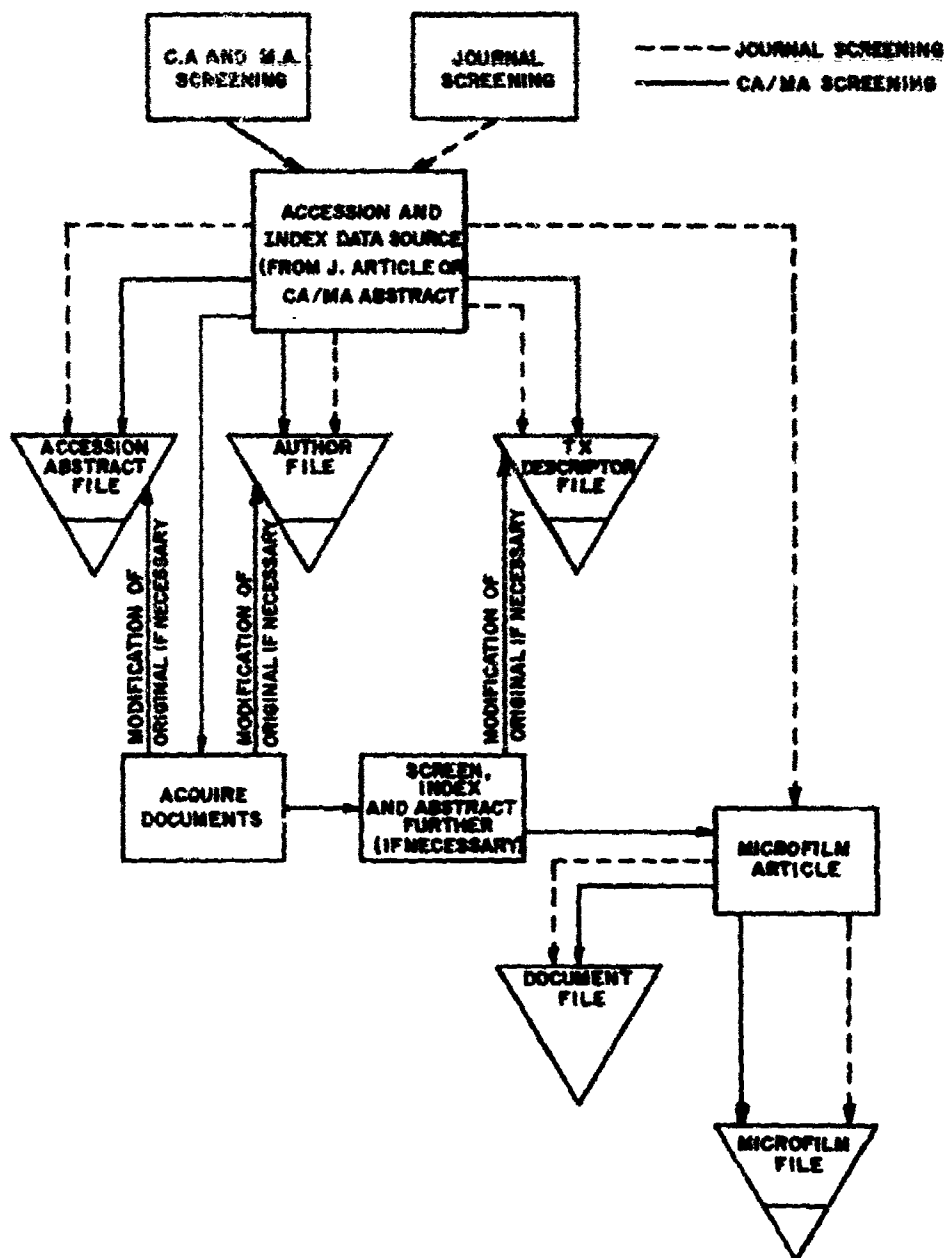 C.A AND M.A.
SCREENING
JOURNAL
SCREENING
JOURNAL SCREENING
CA/MA SCREENING
ACCESSION AND
INDEX DATA SOURCE
(FROM J. ARTICLE OR
CA/MA ABSTRACT
ACCESSION
ABSTRACT
FILE
AUTHOR
FILE
TX
DESCRIPTOR
FILE
MODIFICATION OF
ORIGINAL IF NECESSARY
MODIFICATION OF
ORIGINAL IF NECESSARY
MODIFICATION OF
ORIGINAL IF NECESSARY
ACQUIRE
DOCUMENTS
SCREEN,
INDEX
AND ABSTRACT
FURTHER
(IF NECESSARY)
MICROFILM
ARTICLE
DOCUMENT
FILE
MICROFILM
FILE